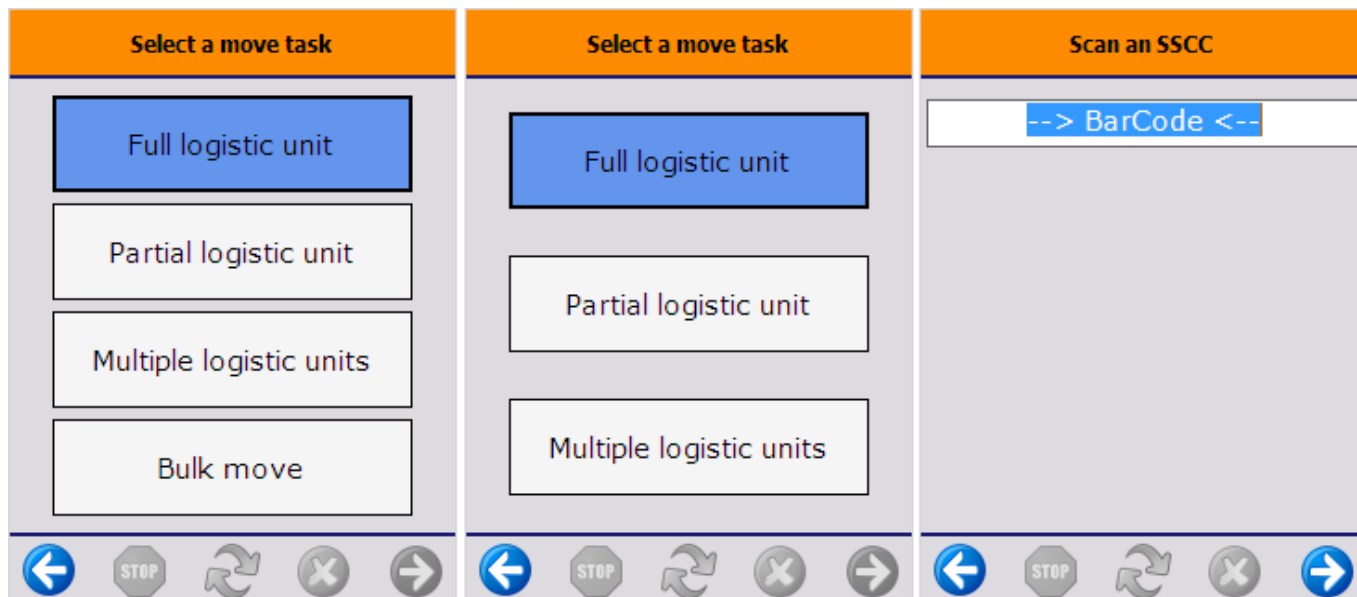 Select a move task
Full logistic unit
Partial logistic unit
Multiple logistic units
Bulk move
STOP
Select a move task
Full logistic unit
Partial logistic unit
Multiple logistic units
STOP
Scan an SSCC
--> BarCode <--
STOP